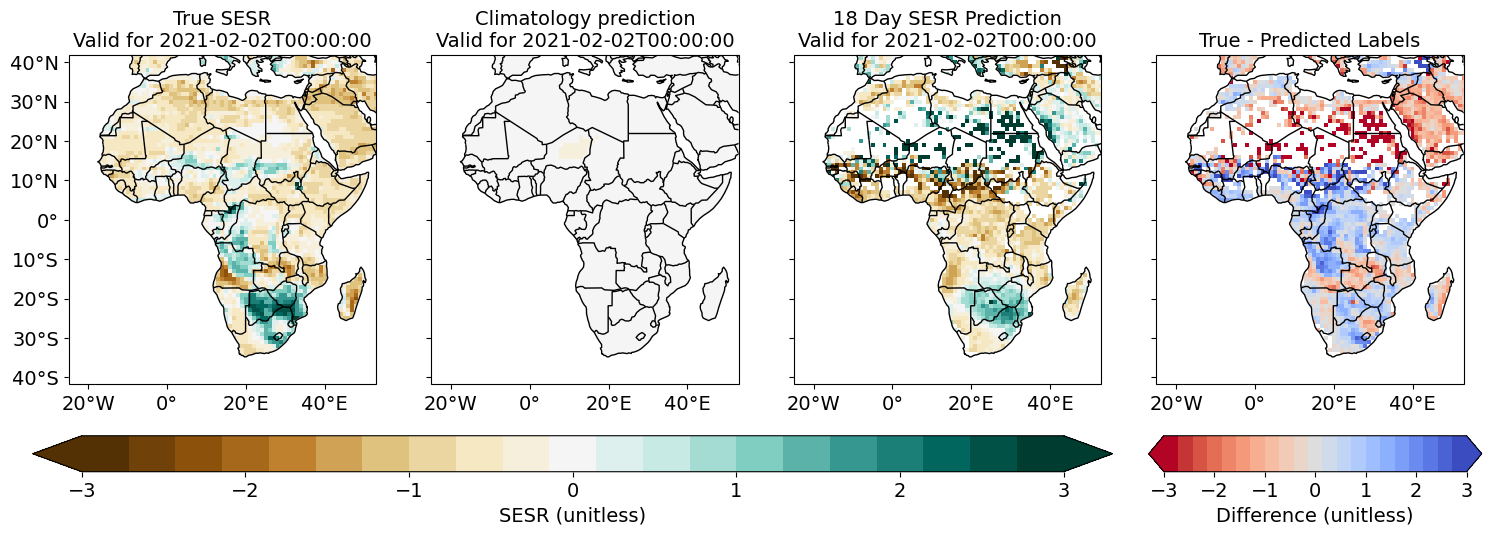 True SESR
Valid for 2021-02-02T00:00:00
Climatology prediction
Valid for 2021-02-02T00:00:00
18 Day SESR Prediction
Valid for 2021-02-02T00:00:00
True - Predicted Labels
40°N
30°N
20°N
10°N
0°
10°S
20°S
30°S
40°S
20°W 0° 20°E 40°E
20°W 0° 20°E 40°E
20°W 0° 20°E 40°E
20°W 0° 20°E 40°E
−3 −2 −1 0 1 2 3
SESR (unitless)
−3 −2 −1 0 1 2 3
Difference (unitless)